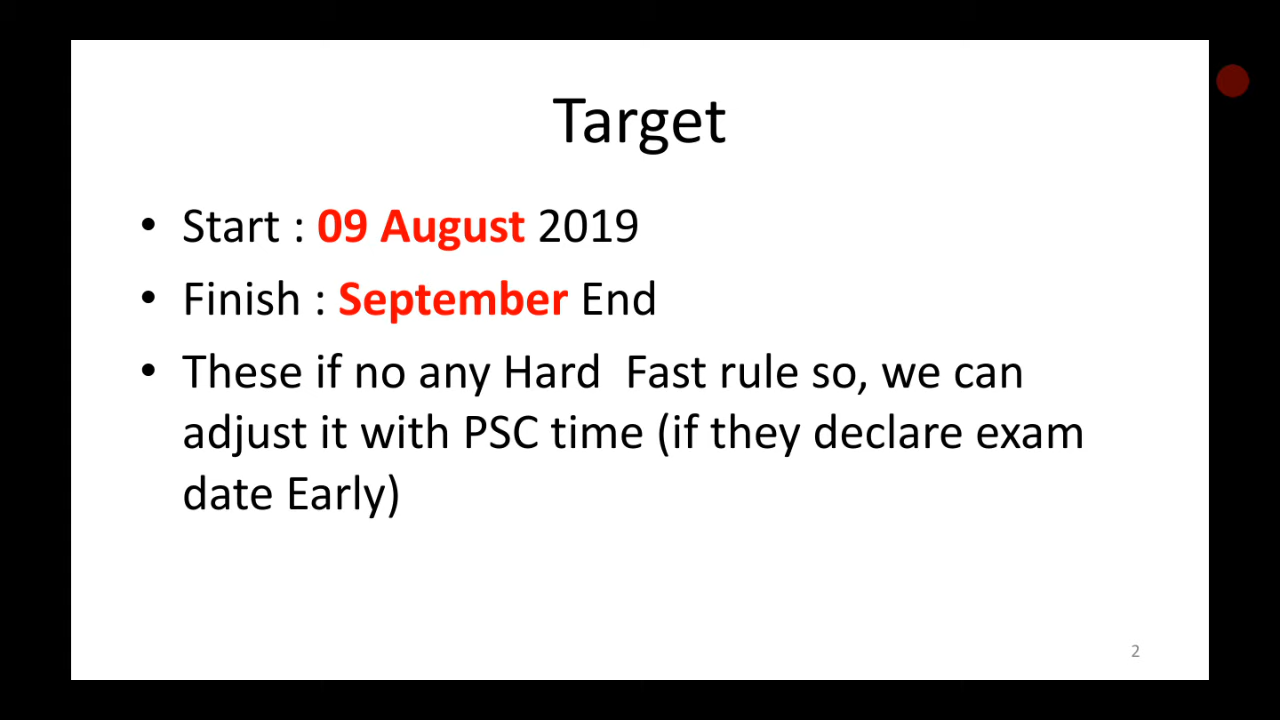 Target
• Start : 09 August 2019
• Finish : September End
• These if no any Hard  Fast rule so, we can
adjust it with PSC time (if they declare exam
date Early)
2